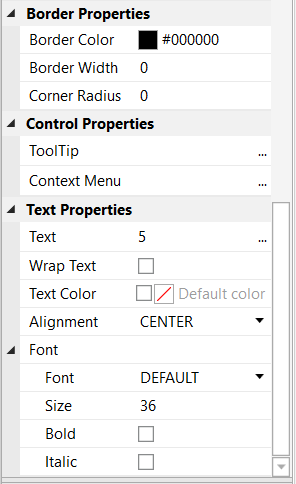 Border Properties
Border Color #000000
Border Width 0
Corner Radius 0
Control Properties
ToolTip ...
Context Menu ...
Text Properties
Text 5 ...
Wrap Text
Text Color Default color
Alignment CENTER
Font
Font DEFAULT
Size 36
Bold
Italic